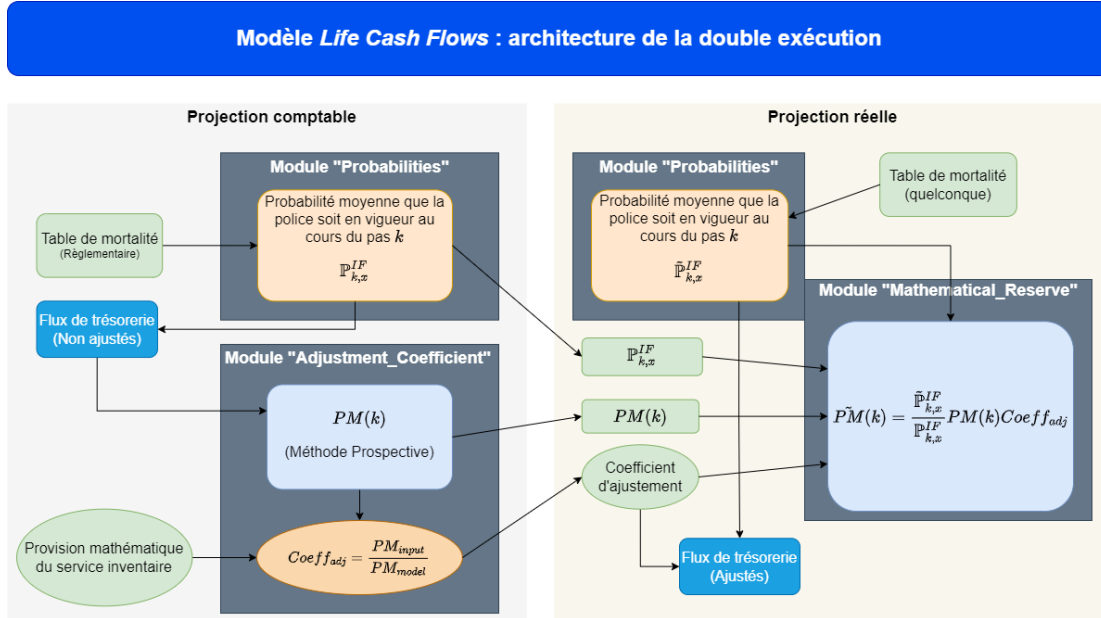 Modèle Life Cash Flows : architecture de la double exécution
Projection comptable
Module "Probabilities"
Probabilité moyenne que la
police soit en vigueur au
cours du pas k
ℙ^{IF}_{k,x}
Table de mortalité
(Règlementaire)
Flux de trésorerie
(Non ajustés)
Module "Adjustment_Coefficient"
PM(k)
(Méthode Prospective)
Provision mathématique
du service inventaire
Coeff_{adj} = PM_{input} / PM_{model}
Projection réelle
Module "Probabilities"
Probabilité moyenne que la
police soit en vigueur au
cours du pas k
ℙ̃^{IF}_{k,x}
Table de mortalité
(quelconque)
Module "Mathematical_Reserve"
ℙ^{IF}_{k,x}
PM(k)
Coefficient
d'ajustement
P̃M(k) = ℙ̃^{IF}_{k,x} / ℙ^{IF}_{k,x} PM(k)Coeff_{adj}
Flux de trésorerie
(Ajustés)